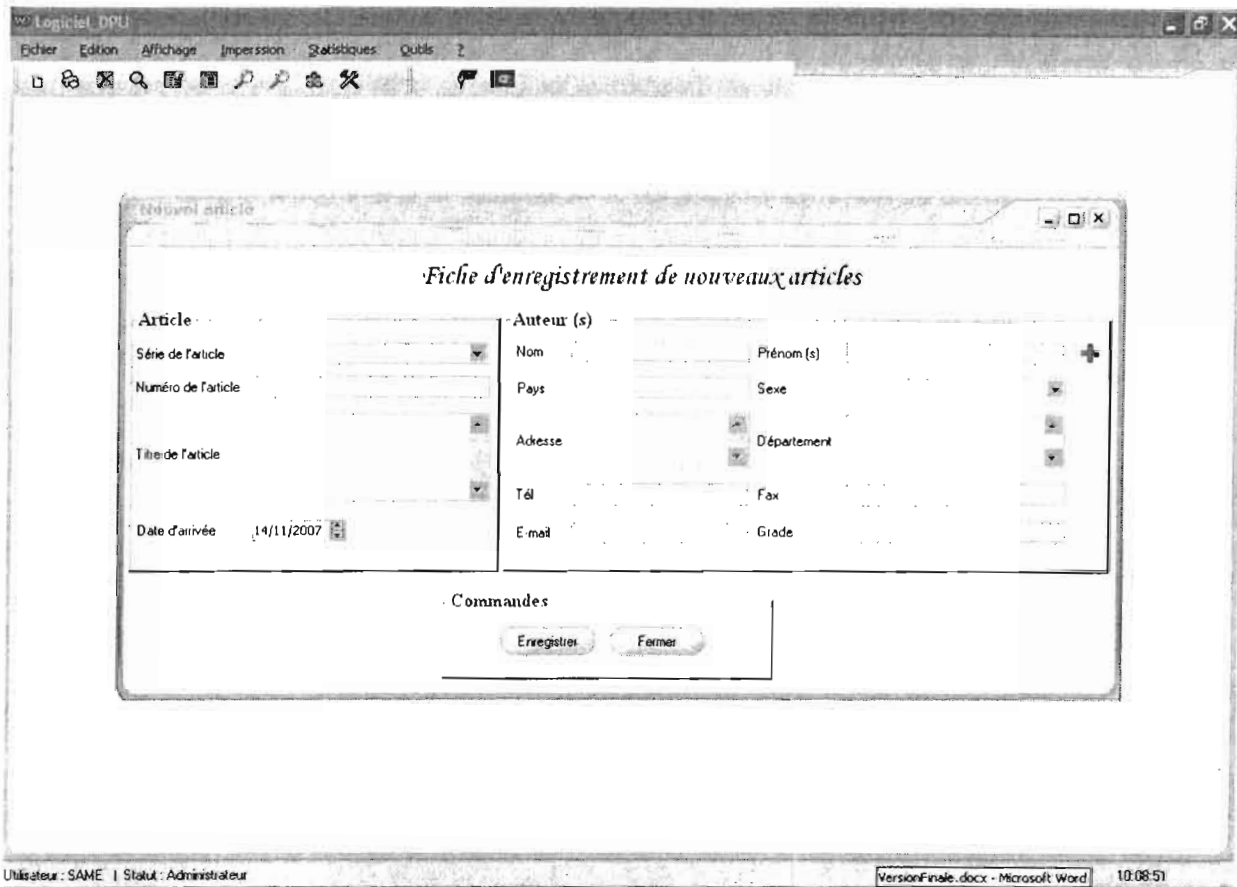 Logiciel_DPU
Fichier Edition Affichage Imperssion Statistiques Outils ?
Nouvel article
Fiche d'enregistrement de nouveaux articles
Article
Auteur (s)
Série de l'article
Nom
Prénom (s)
Numéro de l'article
Pays
Sexe
Titre de l'article
Adresse
Département
Tél
Fax
Date d'arrivée 14/11/2007
E-mail
Grade
Commandes
Enregistrer Fermer
Utilisateur : SAME | Statut : Administrateur
VersionFinale.docx - Microsoft Word 10:08:51